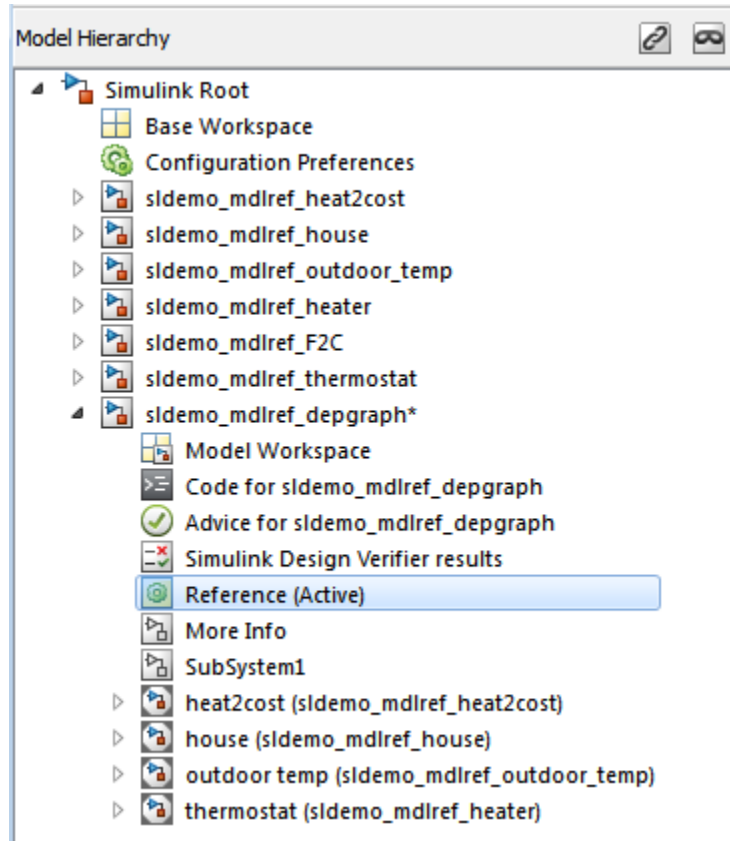 Model Hierarchy
Simulink Root
Base Workspace
Configuration Preferences
sldemo_mdlref_heat2cost
sldemo_mdlref_house
sldemo_mdlref_outdoor_temp
sldemo_mdlref_heater
sldemo_mdlref_F2C
sldemo_mdlref_thermostat
sldemo_mdlref_depgraph*
Model Workspace
Code for sldemo_mdlref_depgraph
Advice for sldemo_mdlref_depgraph
Simulink Design Verifier results
Reference (Active)
More Info
SubSystem1
heat2cost (sldemo_mdlref_heat2cost)
house (sldemo_mdlref_house)
outdoor temp (sldemo_mdlref_outdoor_temp)
thermostat (sldemo_mdlref_heater)